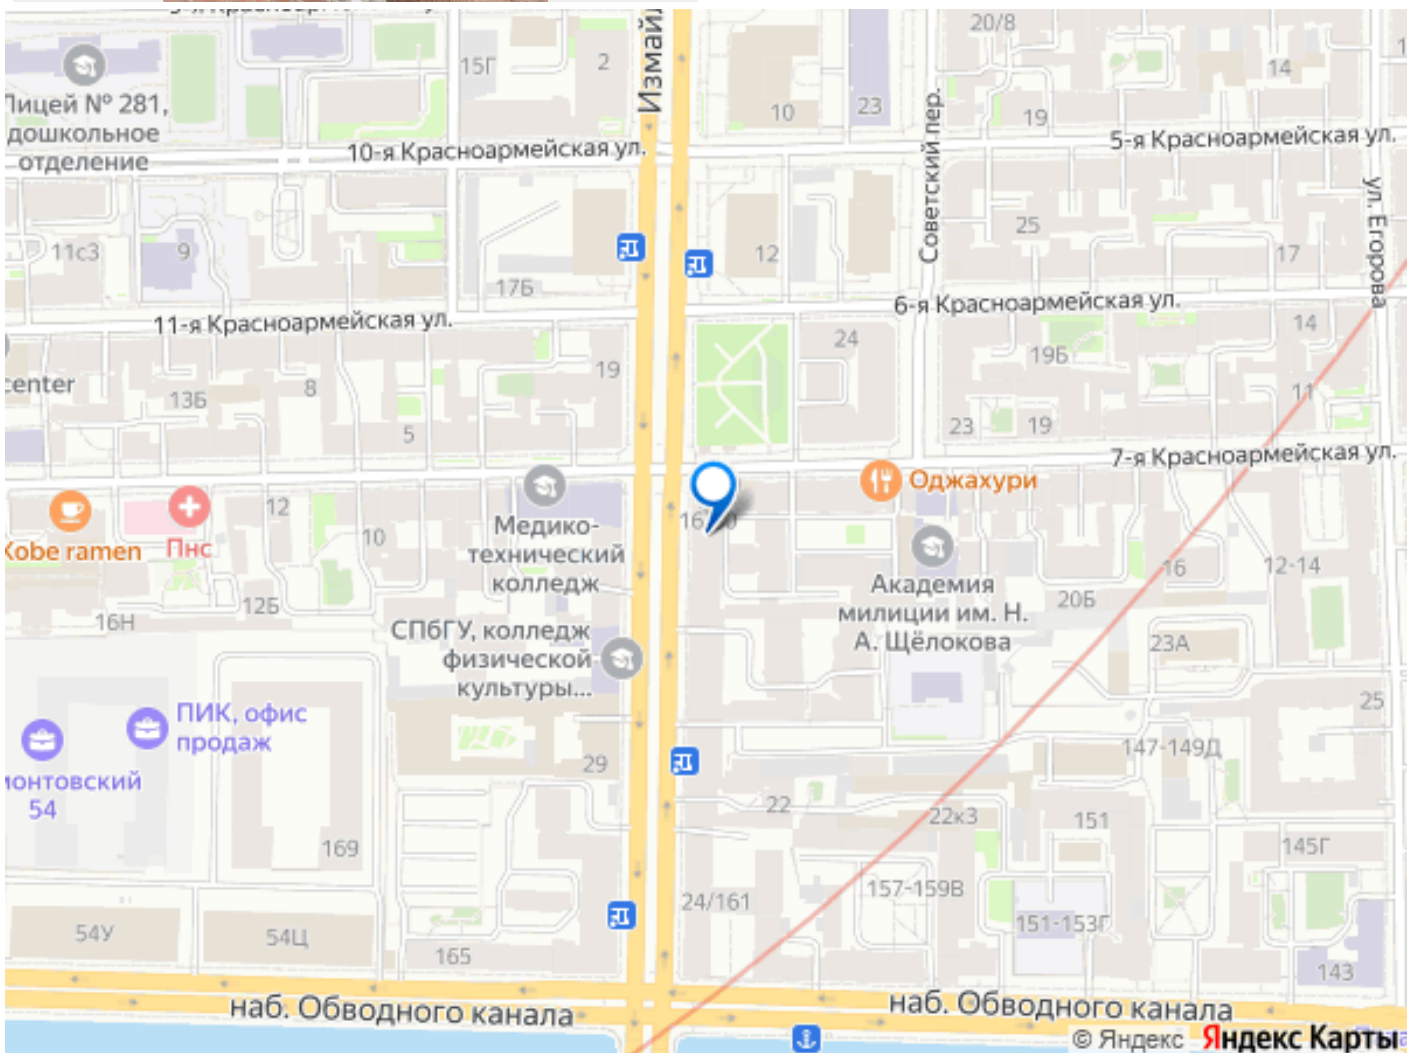 20/8
15Г
2
Измайл
10
23
14
19
Лицей № 281,
дошкольное
отделение
10-я Красноармейская ул.
5-я Красноармейская ул.
Советский пер.
ул. Егорова
11с3
9
17Б
12
25
17
11-я Красноармейская ул.
6-я Красноармейская ул.
24
14
19Б
19
center
13Б
8
5
11
23
19
7-я Красноармейская ул.
Оджахури
12
10
Kobe ramen
Пнс
Медико-
технический
колледж
Академия
милиции им. Н.
А. Щёлокова
16
12-14
12Б
16Н
20Б
23А
СПбГУ, колледж
физической
культуры...
25
ПИК, офис
продаж
29
147-149Д
монтовский
54
22
22к3
151
169
145Г
157-159В
24/161
151-153Г
54У
54Ц
165
143
наб. Обводного канала
наб. Обводного канала
© Яндекс Яндекс Карты